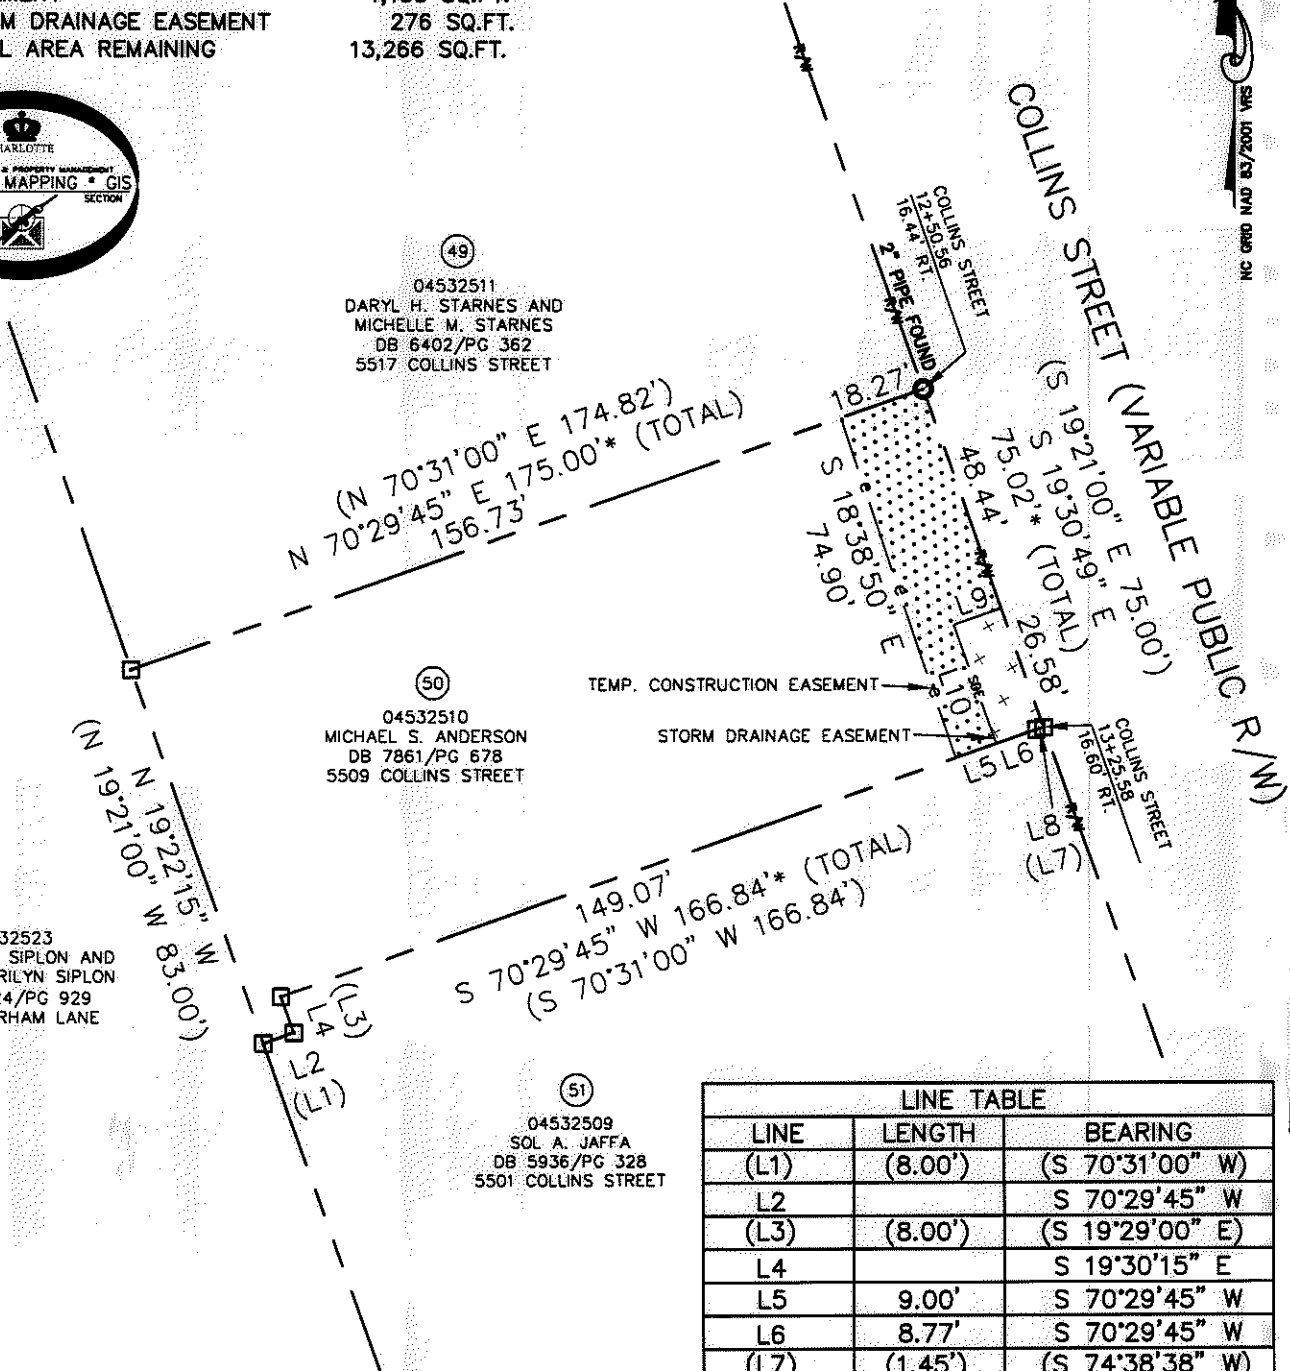 M DRAINAGE EASEMENT 276 SQ.FT.
L AREA REMAINING 13,266 SQ.FT.
& PROPERTY MANAGEMENT
MAPPING * GIS
SECTION
NC GRID NAD 83/2001 VRS
COLLINS STREET (VARIABLE PUBLIC R/W)
R/W
COLLINS STREET
12+50.56
16.44' RT.
2" PIPE FOUND
R/W
49
04532511
DARYL H. STARNES AND
MICHELLE M. STARNES
DB 6402/PG 362
5517 COLLINS STREET
(N 70°31'00" E 174.82')
N 70°29'45" E 175.00'* (TOTAL)
156.73'
18.27'
S 18°38'50" E
74.90'
e
e
e
(S 19°21'00" E 75.00')
S 19°30'49" E
75.02'* (TOTAL)
48.44'
R/W
L9
26.58'
L10
SDE
TEMP. CONSTRUCTION EASEMENT
STORM DRAINAGE EASEMENT
L5 L6
COLLINS STREET
13+25.58
16.60' RT.
R/W
L8
(L7)
50
04532510
MICHAEL S. ANDERSON
DB 7861/PG 678
5509 COLLINS STREET
N 19°22'15" W
(N 19°21'00" W 83.00')
149.07'
S 70°29'45" W 166.84'* (TOTAL)
(S 70°31'00" W 166.84')
32523
SIPLON AND
RILYN SIPLON
24/PG 929
RHAM LANE
(L3)
L4
L2
(L1)
51
04532509
SOL A. JAFFA
DB 5936/PG 328
5501 COLLINS STREET
LINE TABLE
LINE LENGTH BEARING
(L1) (8.00') (S 70°31'00" W)
L2 S 70°29'45" W
(L3) (8.00') (S 19°29'00" E)
L4 S 19°30'15" E
L5 9.00' S 70°29'45" W
L6 8.77' S 70°29'45" W
(L7) (1.45') (S 74°38'38" W)